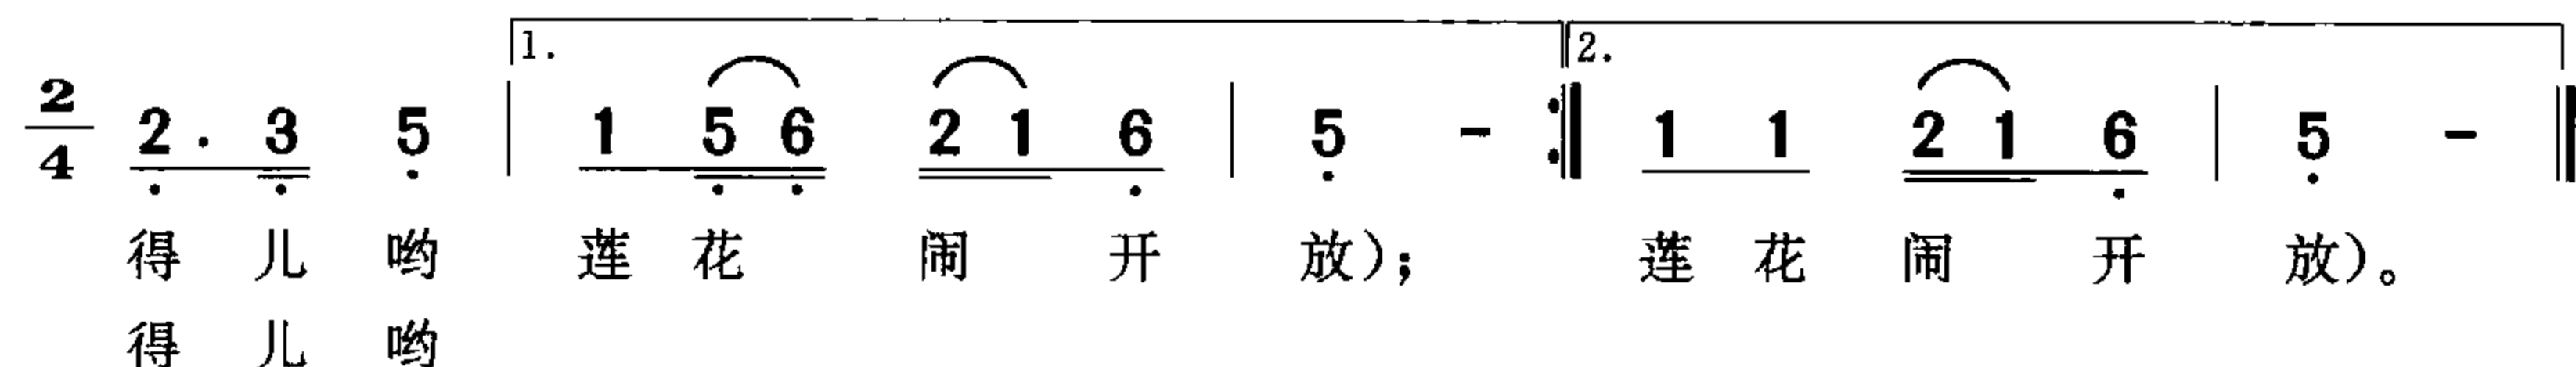 1. 2.
2/4 2· 3 5 | 1 5 6 2 1 6 | 5 - :‖ 1 1 2 1 6 | 5 - ‖
得 儿 哟 莲 花 闹 开 放）； 莲 花 闹 开 放）。
得 儿 哟